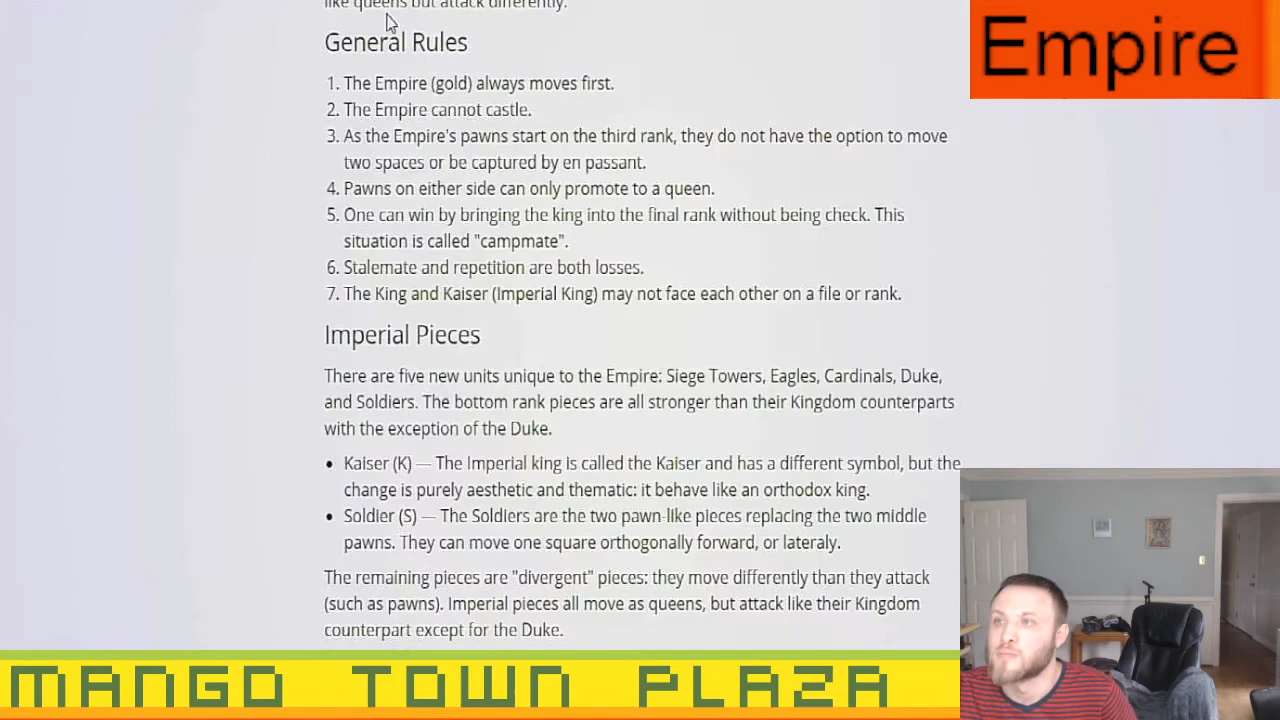 like queens but attack differently.
General Rules
Empire
1. The Empire (gold) always moves first.
2. The Empire cannot castle.
3. As the Empire's pawns start on the third rank, they do not have the option to move
two spaces or be captured by en passant.
4. Pawns on either side can only promote to a queen.
5. One can win by bringing the king into the final rank without being check. This
situation is called "campmate".
6. Stalemate and repetition are both losses.
7. The King and Kaiser (Imperial King) may not face each other on a file or rank.
Imperial Pieces
There are five new units unique to the Empire: Siege Towers, Eagles, Cardinals, Duke,
and Soldiers. The bottom rank pieces are all stronger than their Kingdom counterparts
with the exception of the Duke.
• Kaiser (K) — The Imperial king is called the Kaiser and has a different symbol, but the
change is purely aesthetic and thematic: it behave like an orthodox king.
• Soldier (S) — The Soldiers are the two pawn-like pieces replacing the two middle
pawns. They can move one square orthogonally forward, or lateraly.
The remaining pieces are "divergent" pieces: they move differently than they attack
(such as pawns). Imperial pieces all move as queens, but attack like their Kingdom
counterpart except for the Duke.
MANGO TOWN PLAZA